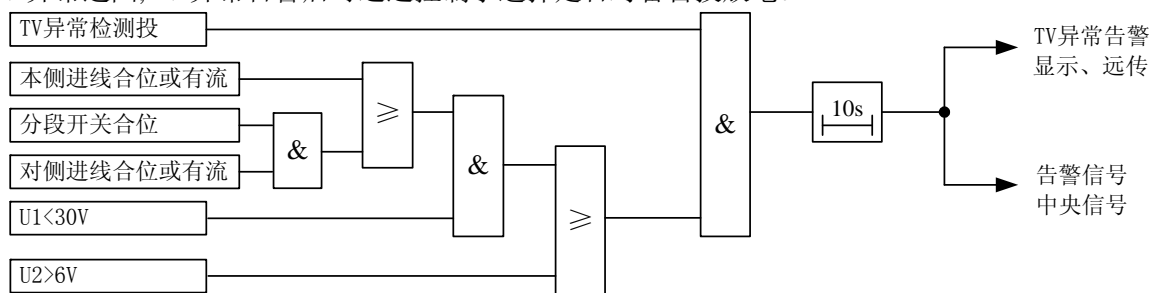 TV异常检测投
本侧进线合位或有流
分段开关合位
对侧进线合位或有流
U1<30V
U2>6V
&
≥
&
≥
&
10s
TV异常告警
显示、远传
告警信号
中央信号